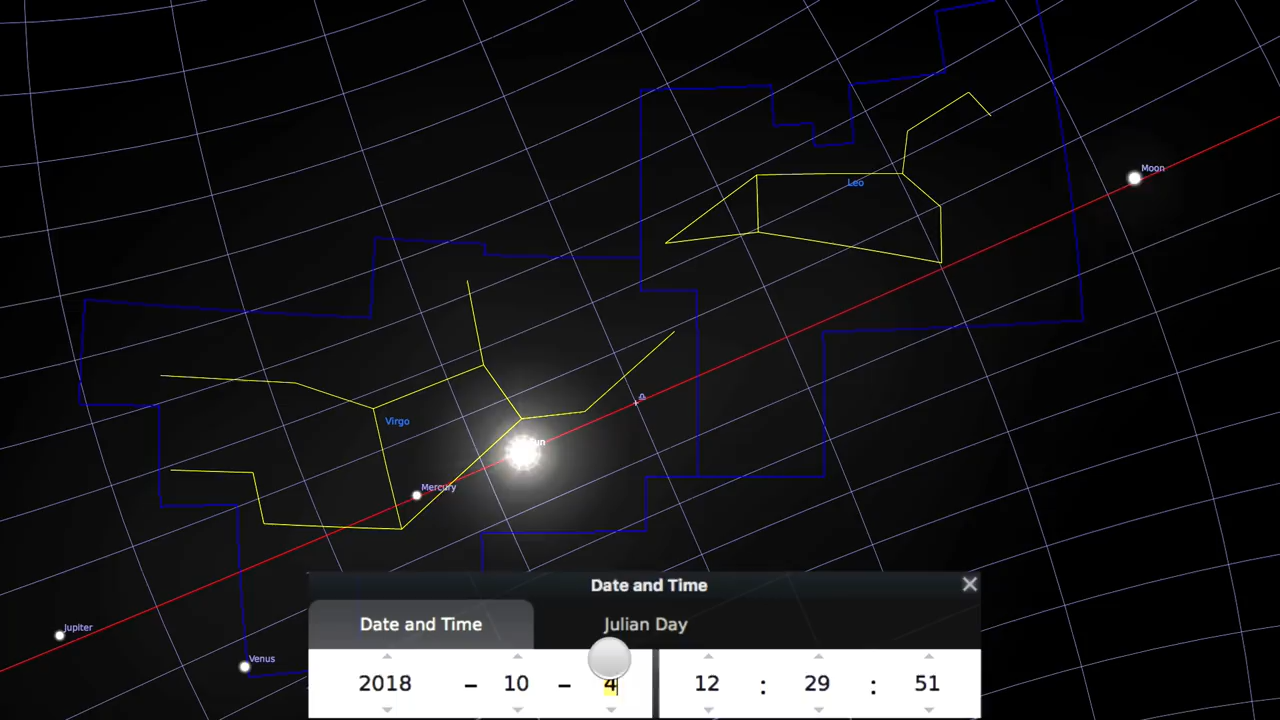 Moon
Leo
♎
Virgo
Sun
Mercury
Jupiter
Venus
Date and Time
Date and Time
Julian Day
2018 - 10 - 4
12 : 29 : 51